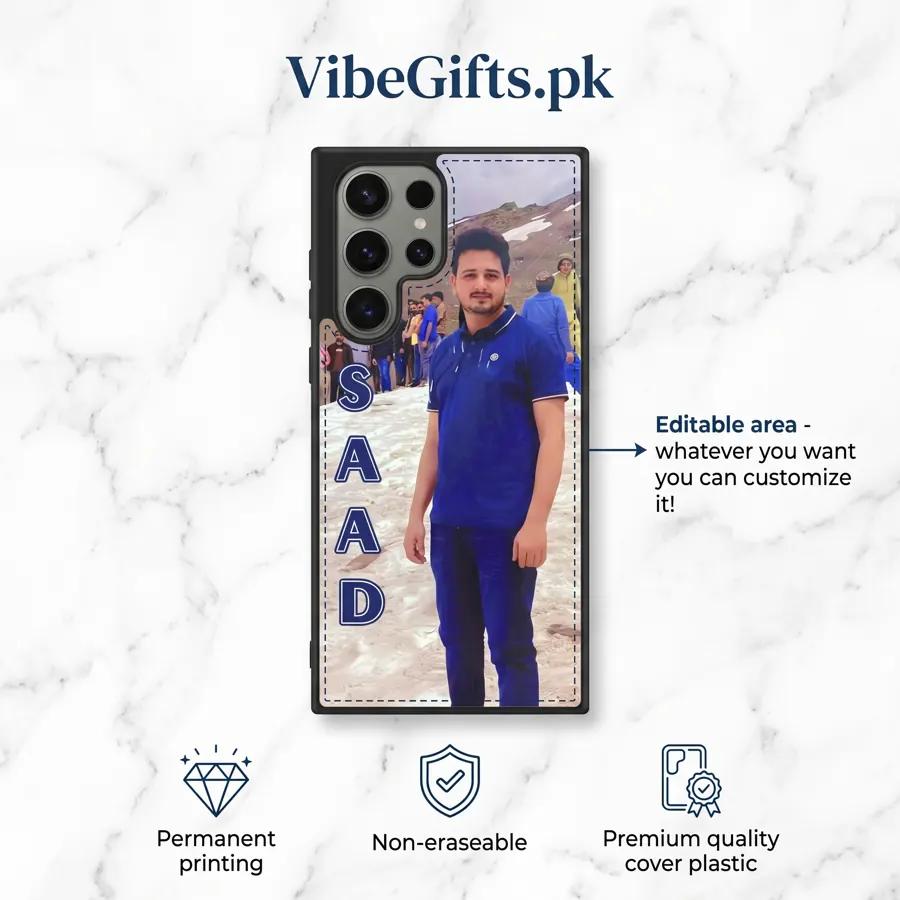 VibeGifts.pk
S
A
A
D
Editable area -
whatever you want
you can customize
it!
Permanent
printing
Non-eraseable
Premium quality
cover plastic